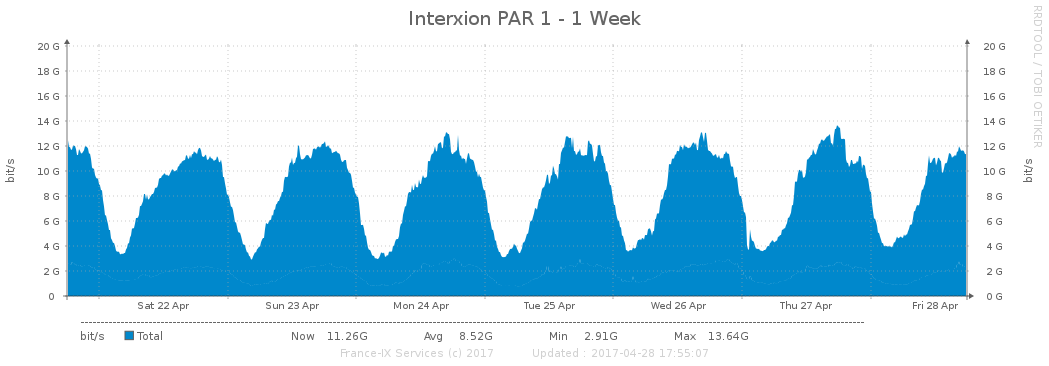 Interxion PAR 1 - 1 Week
RRDTOOL / TOBI OETIKER
bit/s
20 G
18 G
16 G
14 G
12 G
10 G
8 G
6 G
4 G
2 G
0
20 G
18 G
16 G
14 G
12 G
10 G
8 G
6 G
4 G
2 G
0 G
bit/s
Sat 22 Apr Sun 23 Apr Mon 24 Apr Tue 25 Apr Wed 26 Apr Thu 27 Apr Fri 28 Apr
bit/s Total Now 11.26G Avg 8.52G Min 2.91G Max 13.64G
France-IX Services (c) 2017 Updated : 2017-04-28 17:55:07